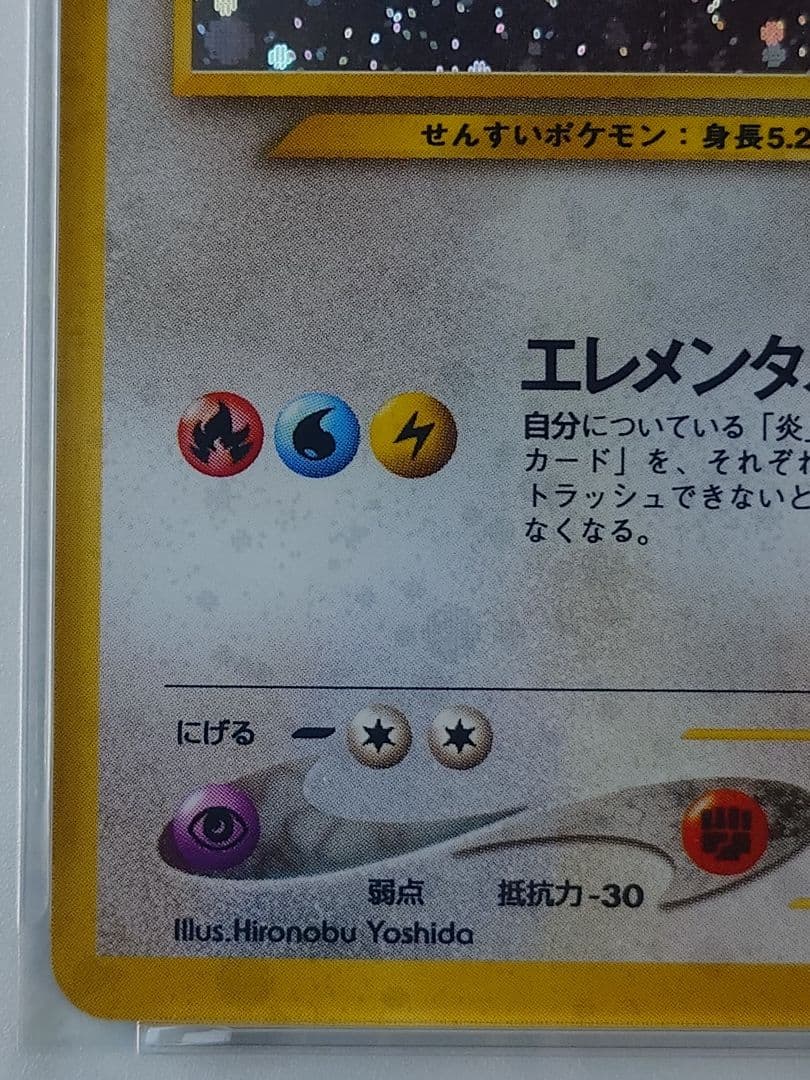 せんすいポケモン：身長5.2
エレメンタ
自分についている「炎
カード」を、それぞれ
トラッシュできないと
なくなる。
にげる
弱点 抵抗力-30
Illus.Hironobu Yoshida